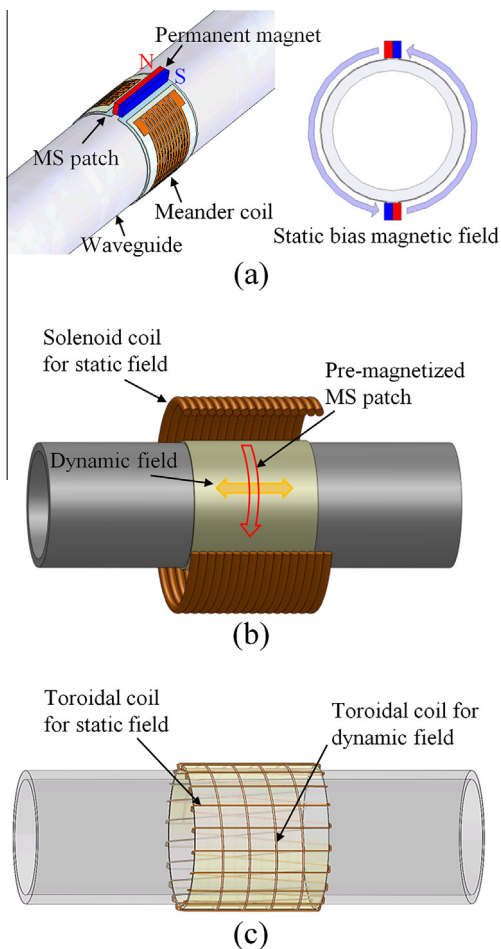 N
Permanent magnet
S
MS patch
Meander coil
Waveguide
Static bias magnetic field
(a)
Solenoid coil
for static field
Pre-magnetized
MS patch
Dynamic field
(b)
Toroidal coil
for static field
Toroidal coil for
dynamic field
(c)